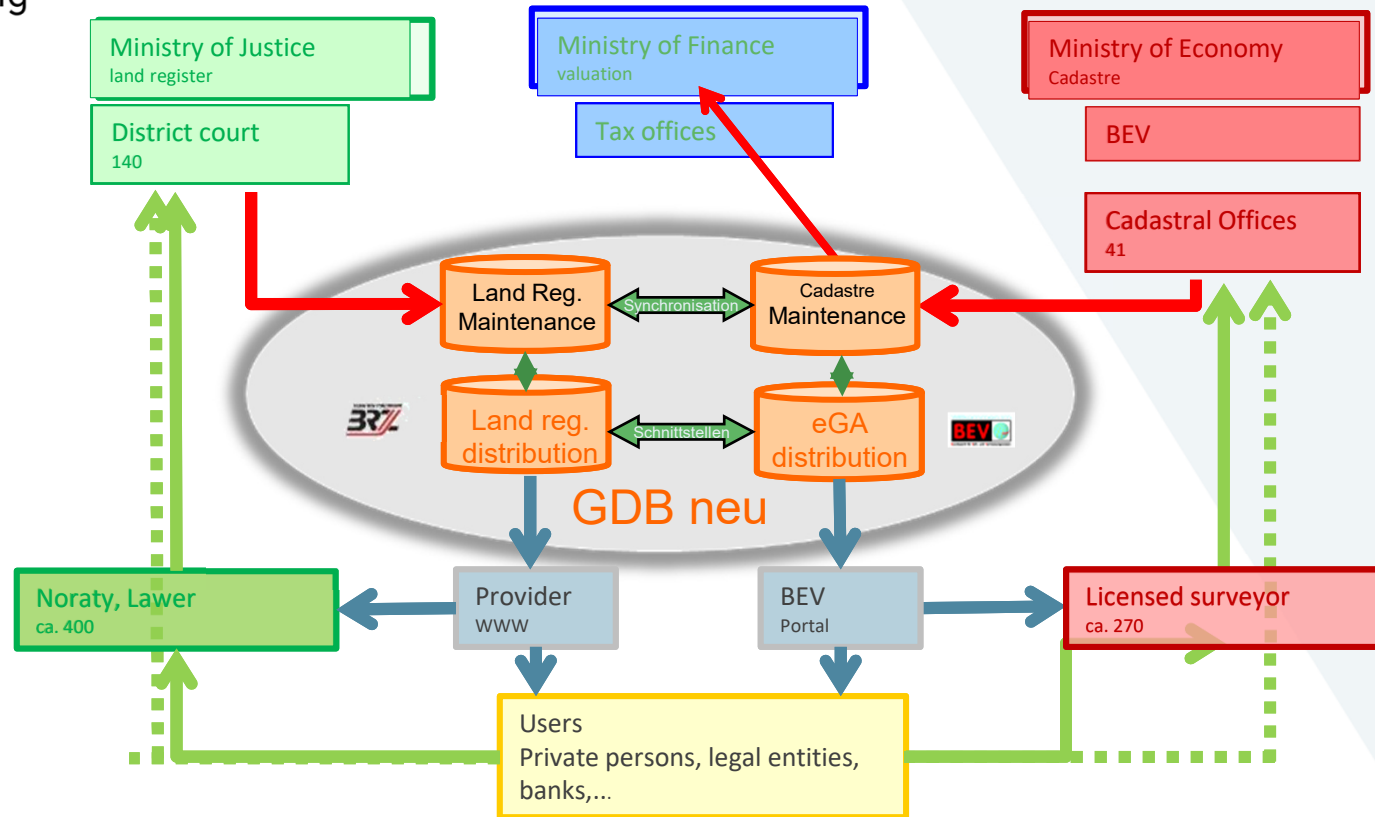 Ministry of Justice
land register
District court
140
Ministry of Finance
valuation
Tax offices
Ministry of Economy
Cadastre
BEV
Cadastral Offices
41
Land Reg.
Maintenance
Synchronisation
Cadastre
Maintenance
BRZ
Land reg.
distribution
Schnittstellen
eGA
distribution
BEV
GDB neu
Noraty, Lawer
ca. 400
Provider
WWW
BEV
Portal
Licensed surveyor
ca. 270
Users
Private persons, legal entities,
banks,...